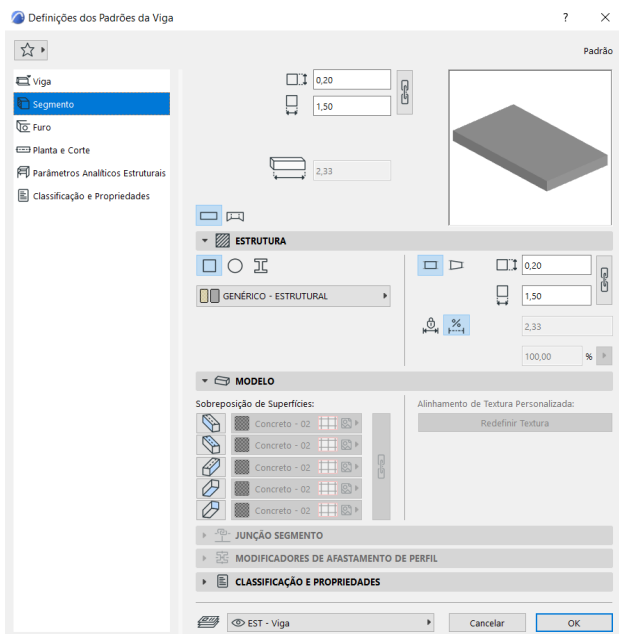 Definições dos Padrões da Viga
?
Padrão
Viga
Segmento
Furo
Planta e Corte
Parâmetros Analíticos Estruturais
Classificação e Propriedades
0,20
1,50
2,33
ESTRUTURA
GENÉRICO - ESTRUTURAL
0,20
1,50
%
2,33
100,00 %
MODELO
Sobreposição de Superfícies:
Alinhamento de Textura Personalizada:
Concreto - 02
Redefinir Textura
Concreto - 02
Concreto - 02
Concreto - 02
Concreto - 02
JUNÇÃO SEGMENTO
MODIFICADORES DE AFASTAMENTO DE PERFIL
CLASSIFICAÇÃO E PROPRIEDADES
EST - Viga
Cancelar
OK